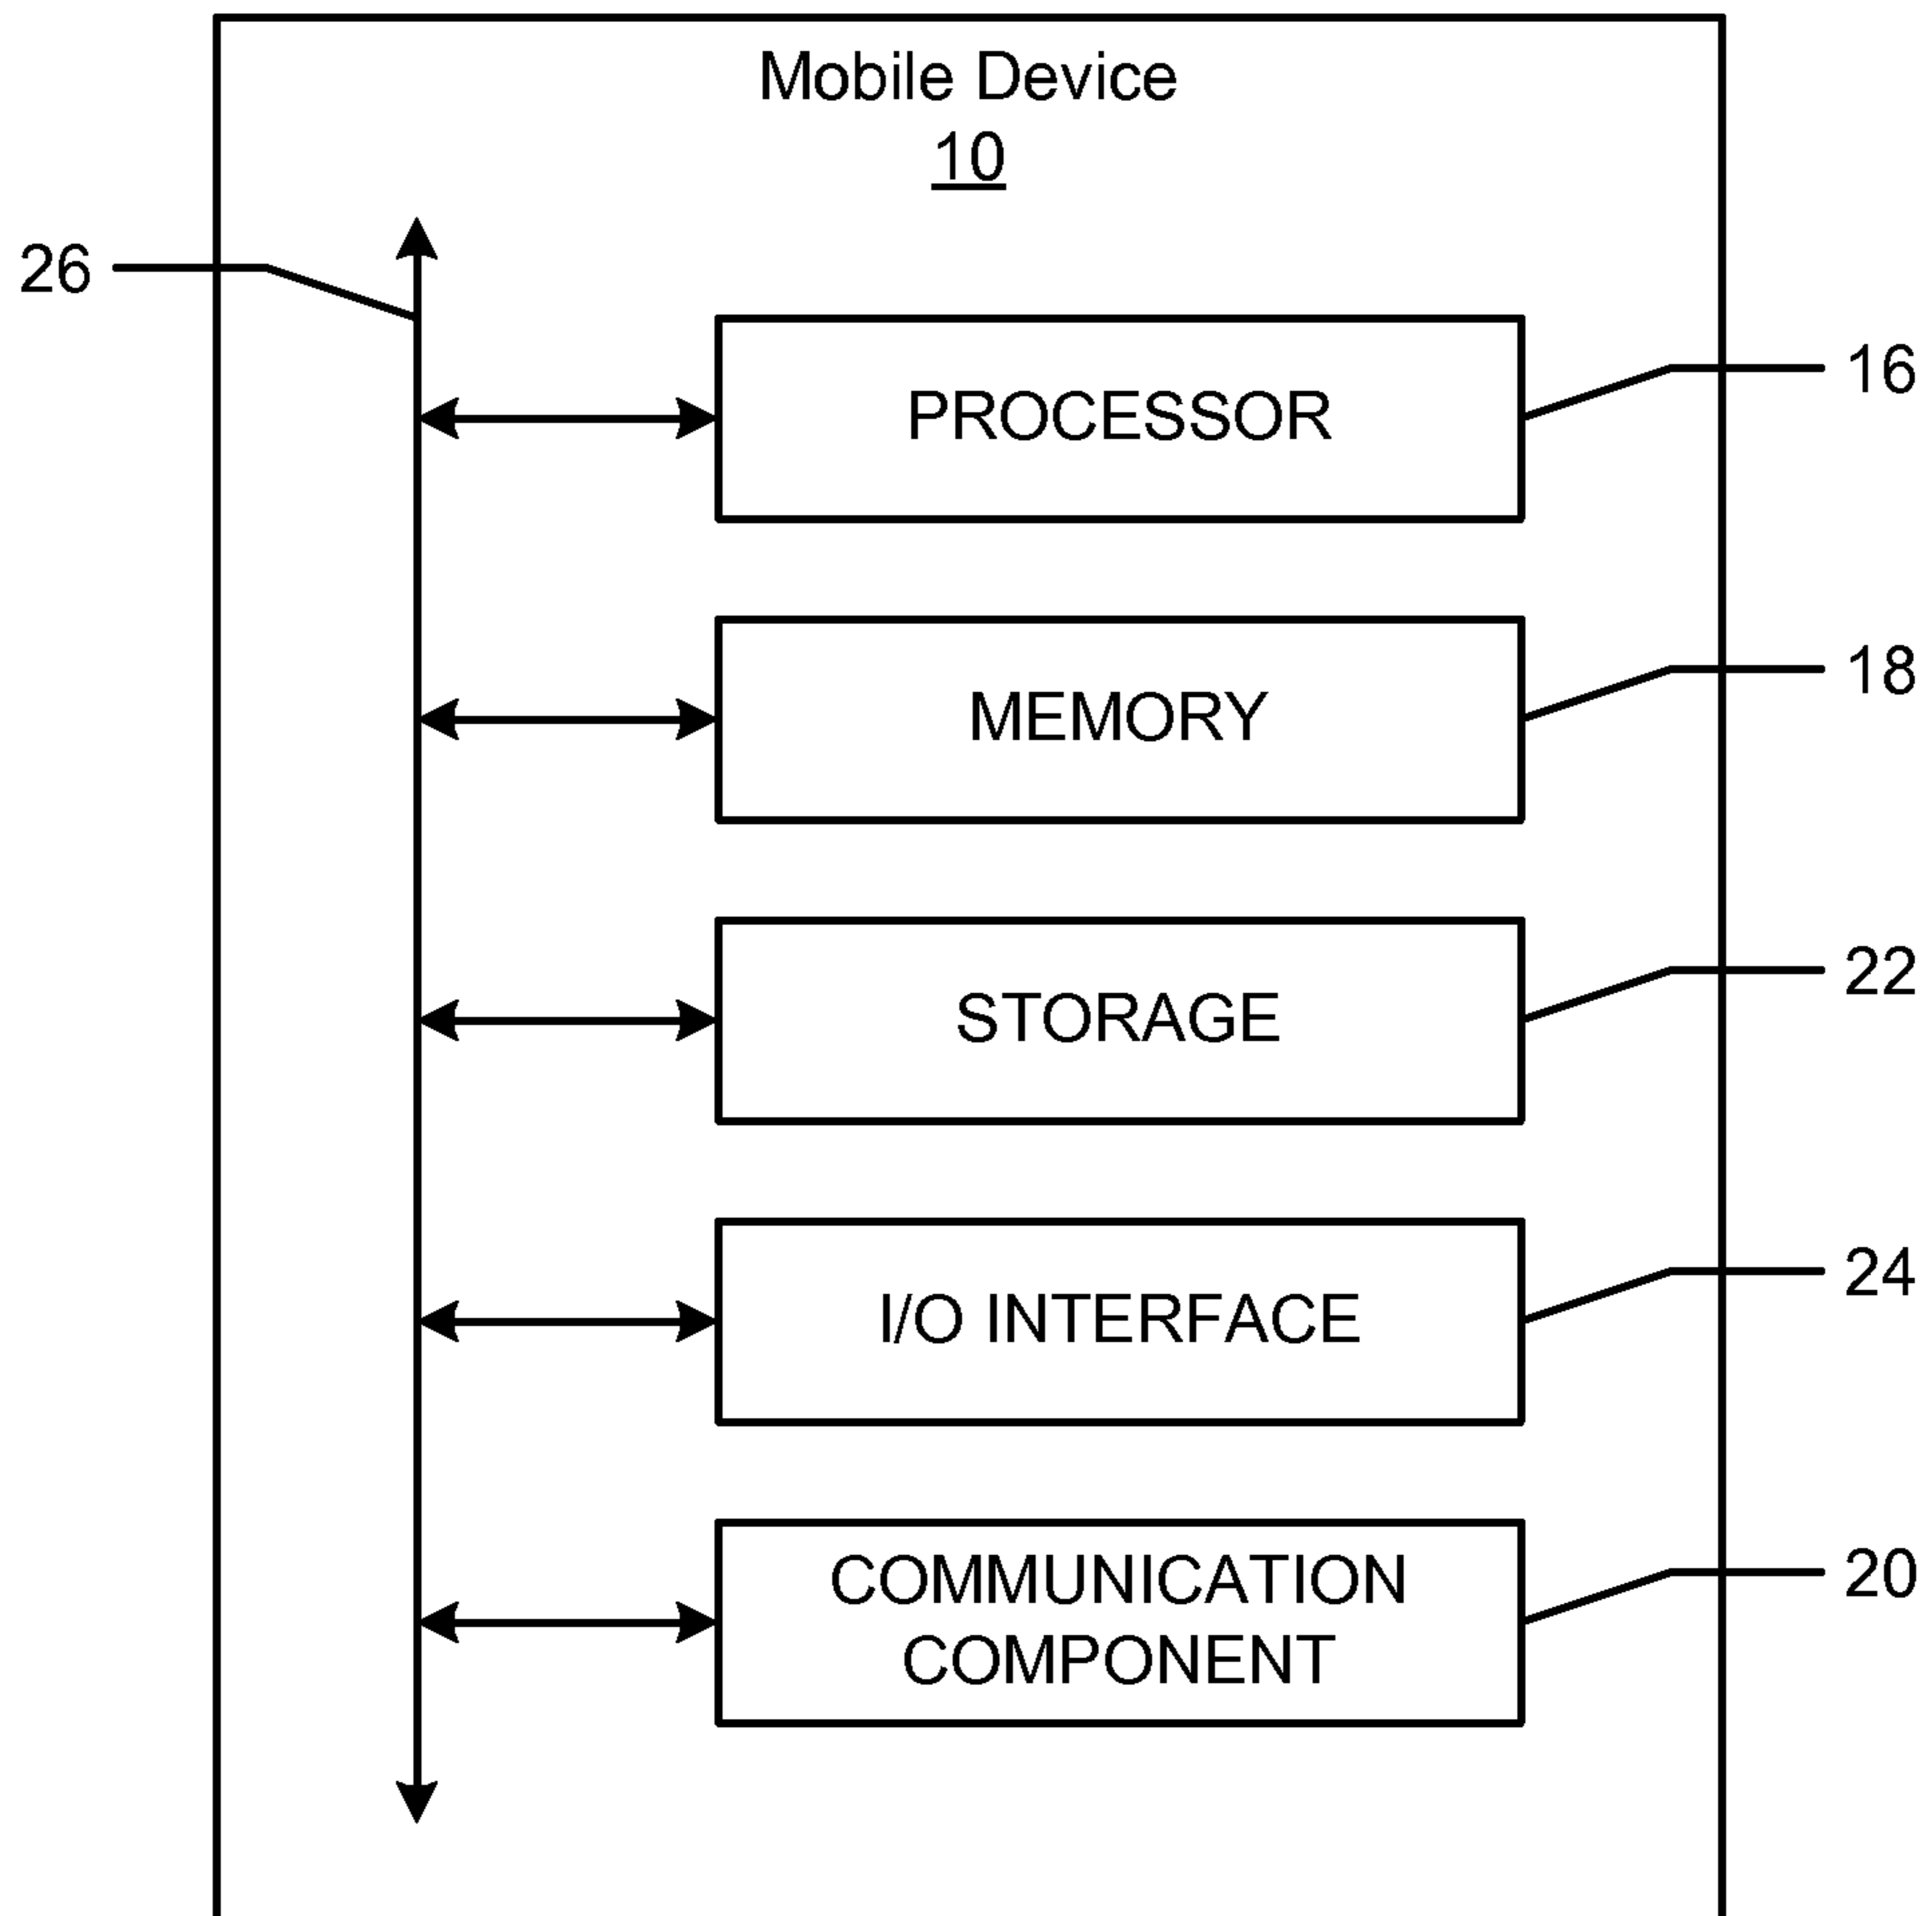 Mobile Device
10
26
PROCESSOR
16
MEMORY
18
STORAGE
22
I/O INTERFACE
24
COMMUNICATION
COMPONENT
20